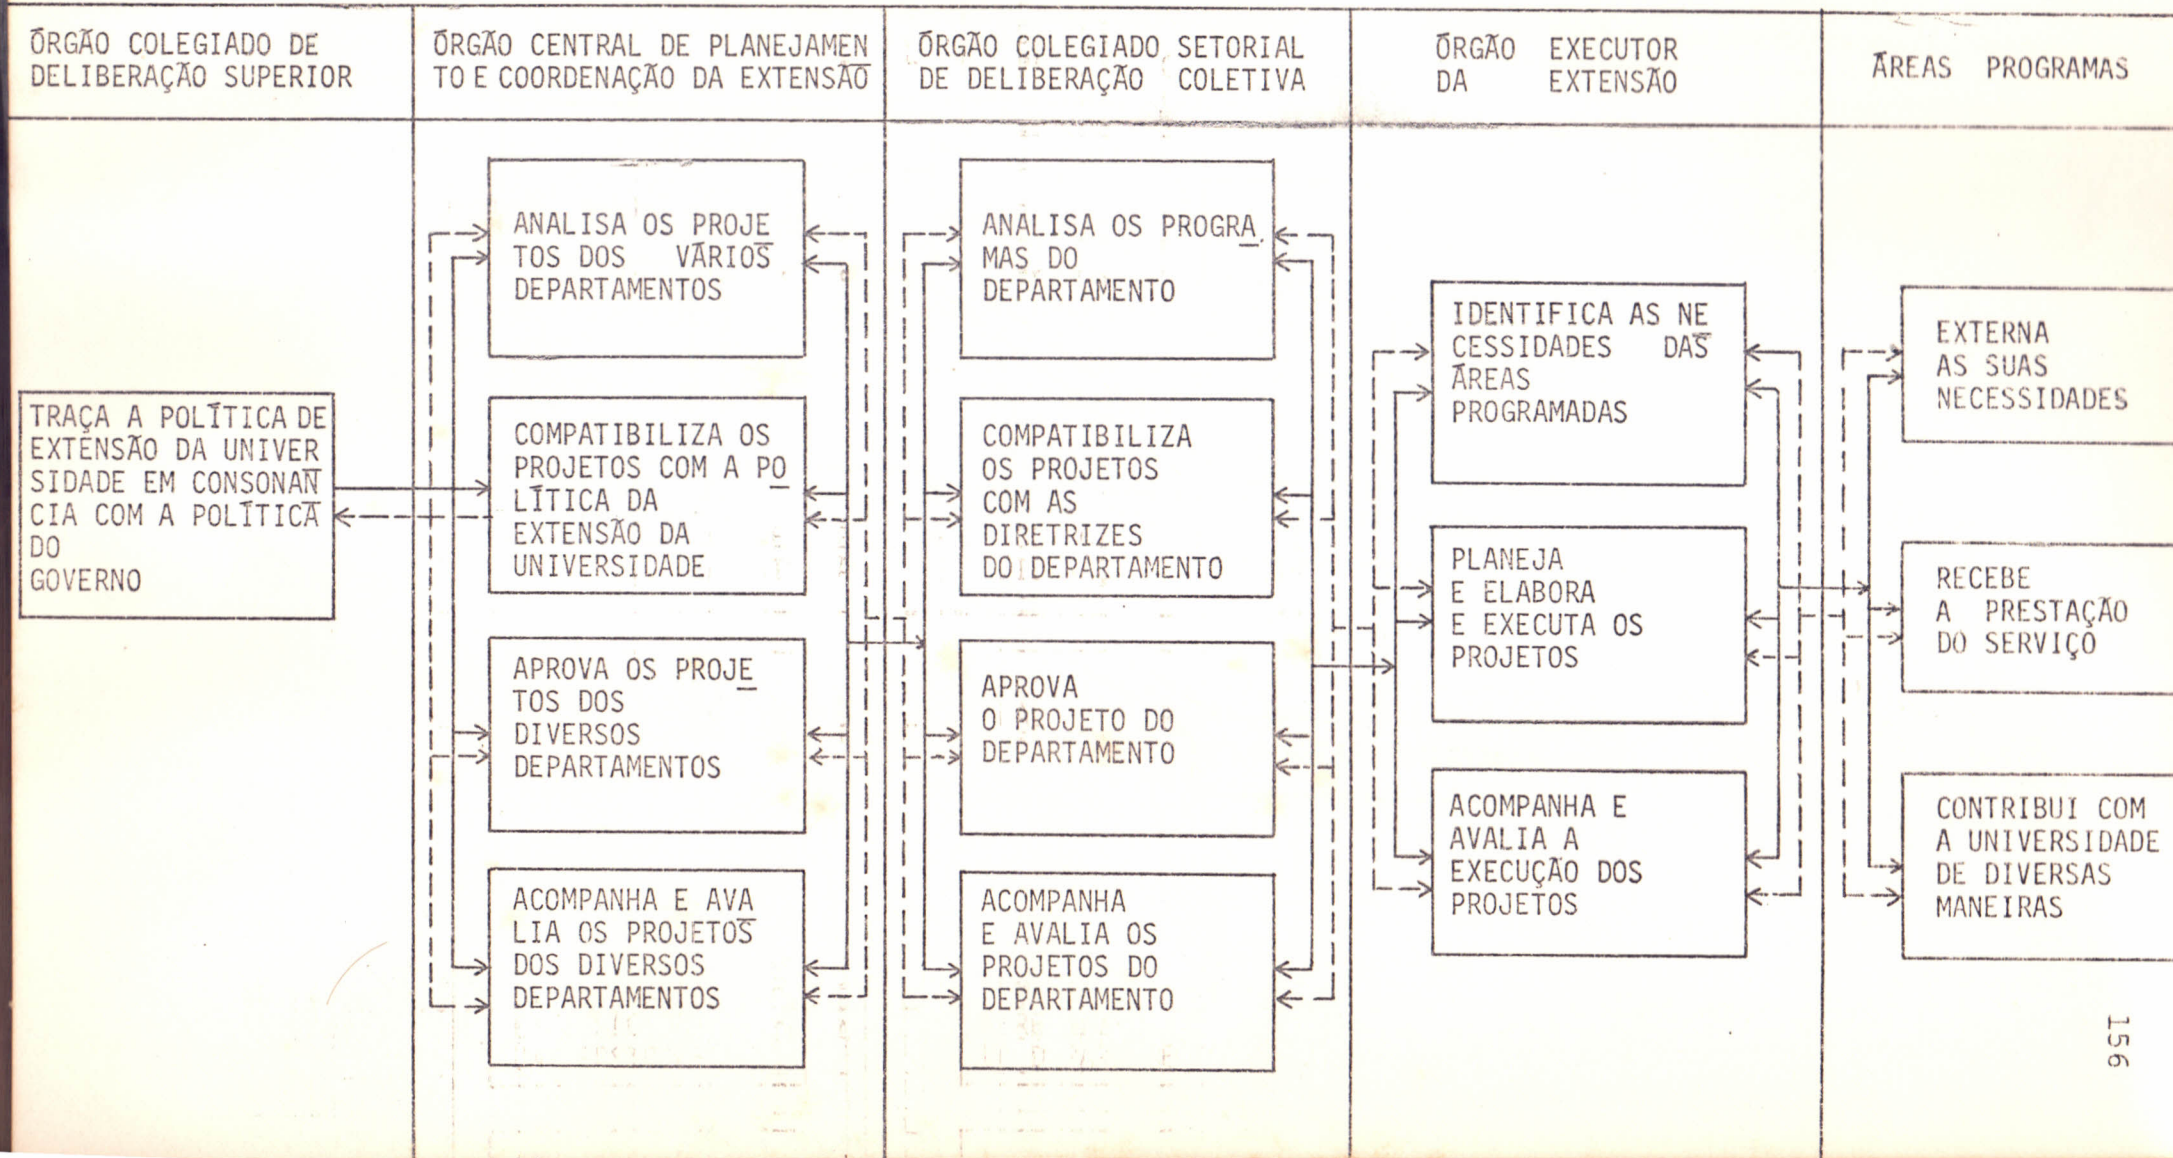 ÓRGÃO COLEGIADO DE
DELIBERAÇÃO SUPERIOR
ÓRGÃO CENTRAL DE PLANEJAMEN
TO E COORDENAÇÃO DA EXTENSÃO
ÓRGÃO COLEGIADO SETORIAL
DE DELIBERAÇÃO COLETIVA
ÓRGÃO EXECUTOR
DA EXTENSÃO
ÁREAS PROGRAMAS
TRAÇA A POLÍTICA DE
EXTENSÃO DA UNIVER
SIDADE EM CONSONAN
CIA COM A POLÍTICA
DO
GOVERNO
ANALISA OS PROJE
TOS DOS VÁRIOS
DEPARTAMENTOS
COMPATIBILIZA OS
PROJETOS COM A PO
LÍTICA DA
EXTENSÃO DA
UNIVERSIDADE
APROVA OS PROJE
TOS DOS
DIVERSOS
DEPARTAMENTOS
ACOMPANHA E AVA
LIA OS PROJETOS
DOS DIVERSOS
DEPARTAMENTOS
ANALISA OS PROGRA
MAS DO
DEPARTAMENTO
COMPATIBILIZA
OS PROJETOS
COM AS
DIRETRIZES
DO DEPARTAMENTO
APROVA
O PROJETO DO
DEPARTAMENTO
ACOMPANHA
E AVALIA OS
PROJETOS DO
DEPARTAMENTO
IDENTIFICA AS NE
CESSIDADES DAS
ÁREAS
PROGRAMADAS
PLANEJA
E ELABORA
E EXECUTA OS
PROJETOS
ACOMPANHA E
AVALIA A
EXECUÇÃO DOS
PROJETOS
EXTERNA
AS SUAS
NECESSIDADES
RECEBE
A PRESTAÇÃO
DO SERVIÇO
CONTRIBUI COM
A UNIVERSIDADE
DE DIVERSAS
MANEIRAS
156